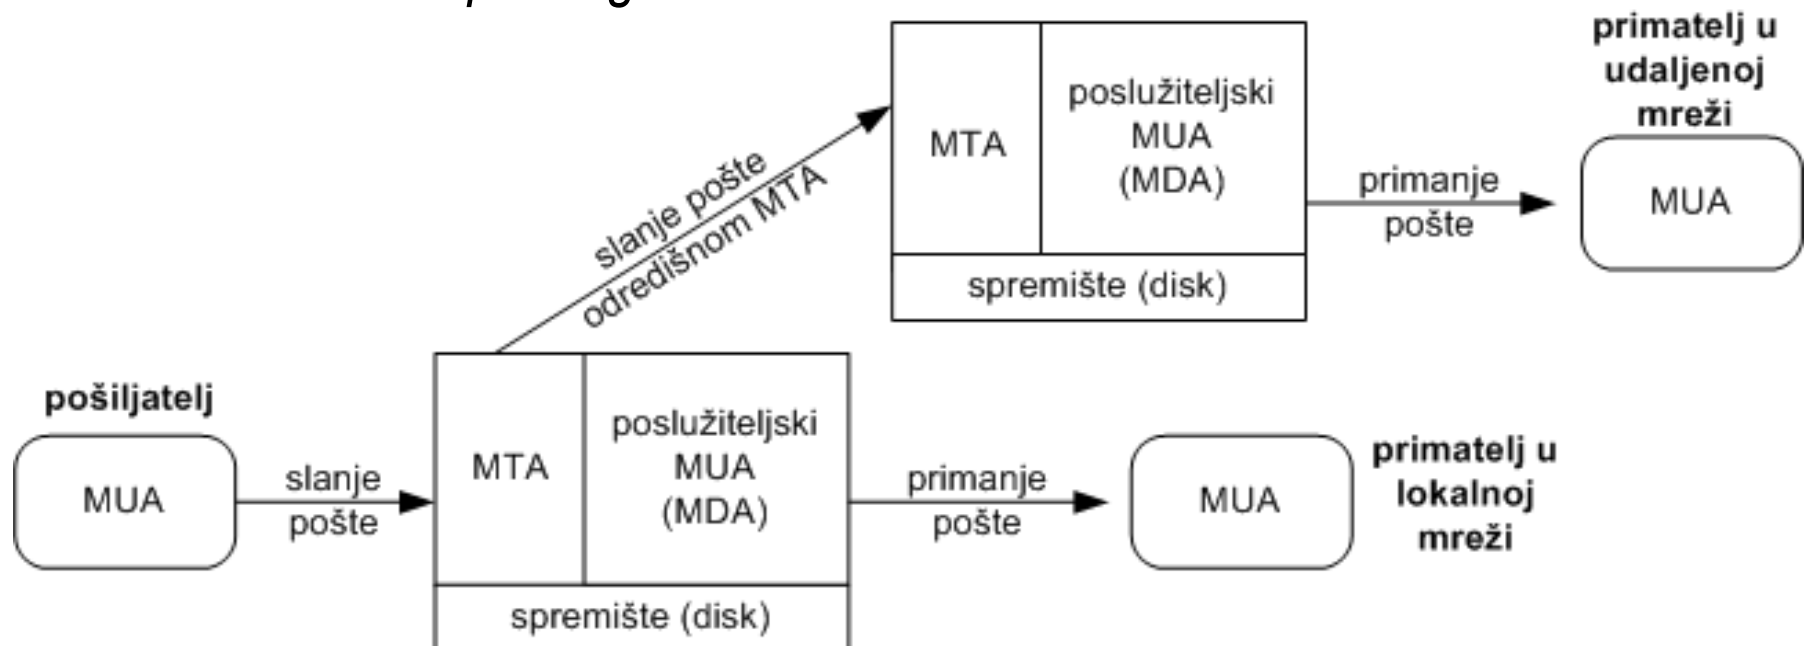 primatelj u
udaljenoj
mreži
MTA
poslužiteljski
MUA
(MDA)
spremište (disk)
primanje
pošte
MUA
slanje pošte
odredišnom MTA
pošiljatelj
MUA
slanje
pošte
MTA
poslužiteljski
MUA
(MDA)
spremište (disk)
primanje
pošte
MUA
primatelj u
lokalnoj
mreži